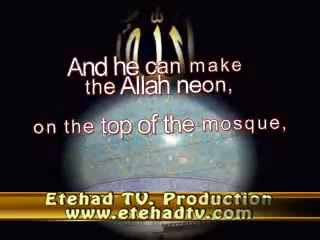 الله
And he can make
the Allah neon,
on the top of the mosque,
Etehad TV. Production
www.etehadtv.com